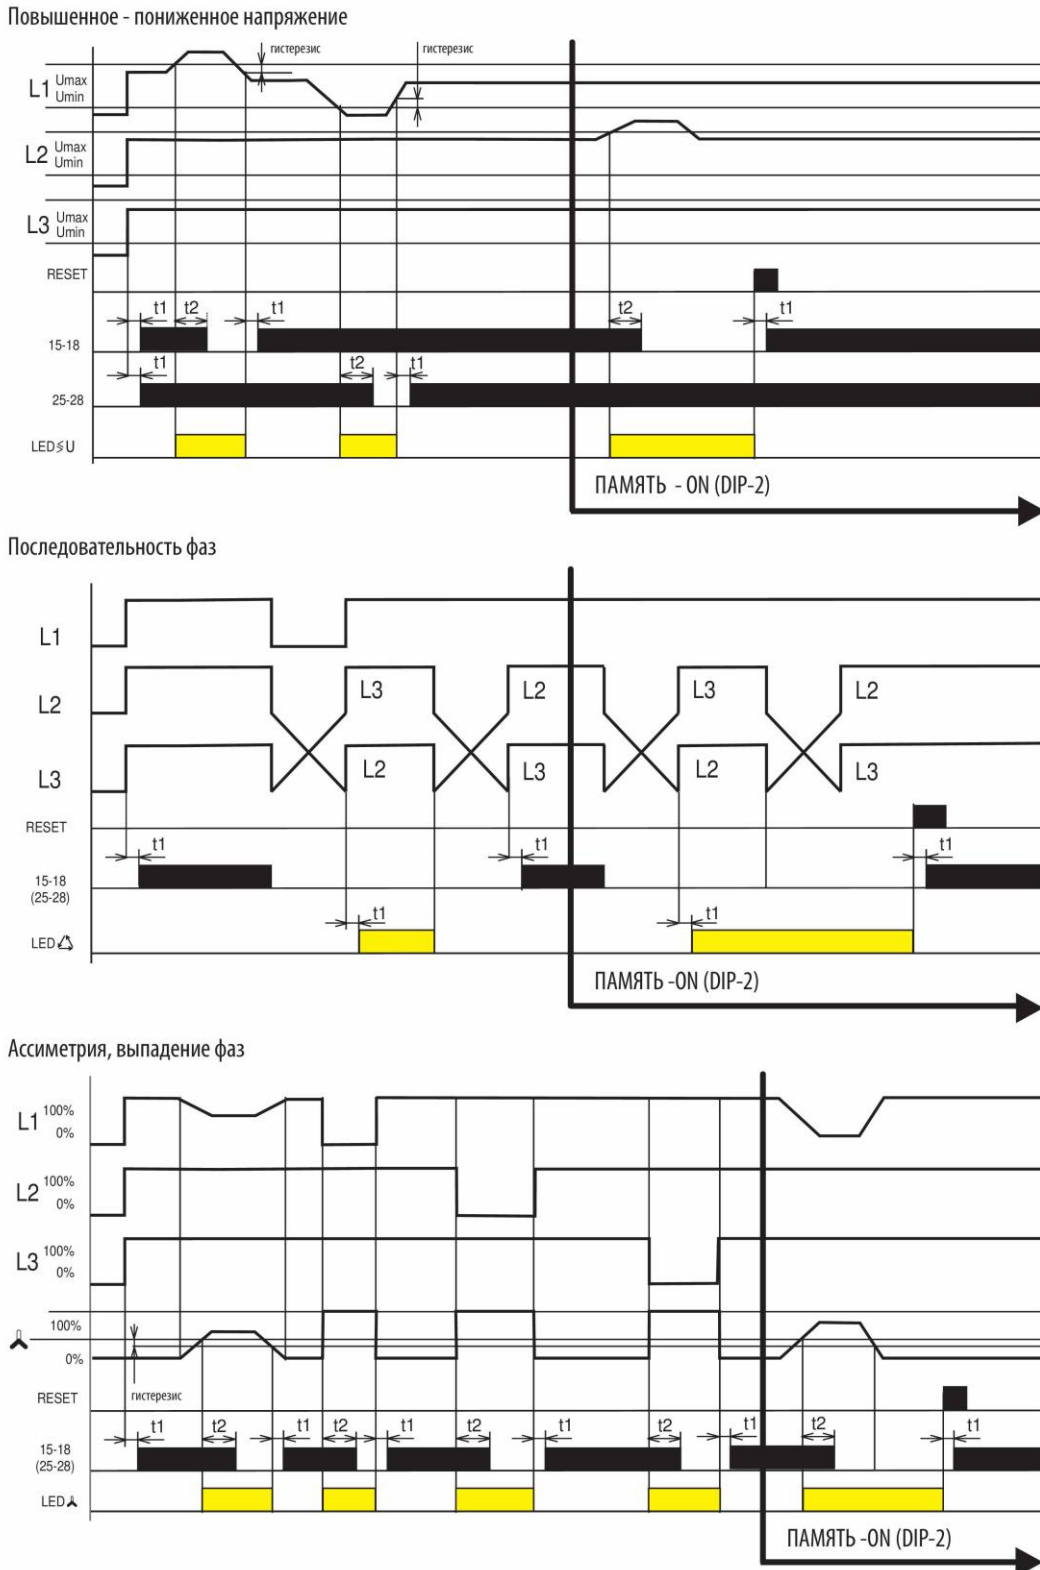 Повышенное - пониженное напряжение
гистерезис
гистерезис
L1 Umax
Umin
L2 Umax
Umin
L3 Umax
Umin
RESET
t1 t2 t1 t2 t1
15-18
t1 t2 t1
25-28
LED≶U
ПАМЯТЬ - ON (DIP-2)
Последовательность фаз
L1
L2 L3 L2 L3 L2
L3 L2 L3 L2 L3
RESET
t1 t1 t1
15-18
(25-28)
t1 t1
LED
ПАМЯТЬ -ON (DIP-2)
Ассиметрия, выпадение фаз
L1 100%
0%
L2 100%
0%
L3 100%
0%
100%
0%
RESET
гистерезис
t1 t2 t1 t2 t1 t2 t1 t2 t1 t2 t1
15-18
(25-28)
LED
ПАМЯТЬ -ON (DIP-2)